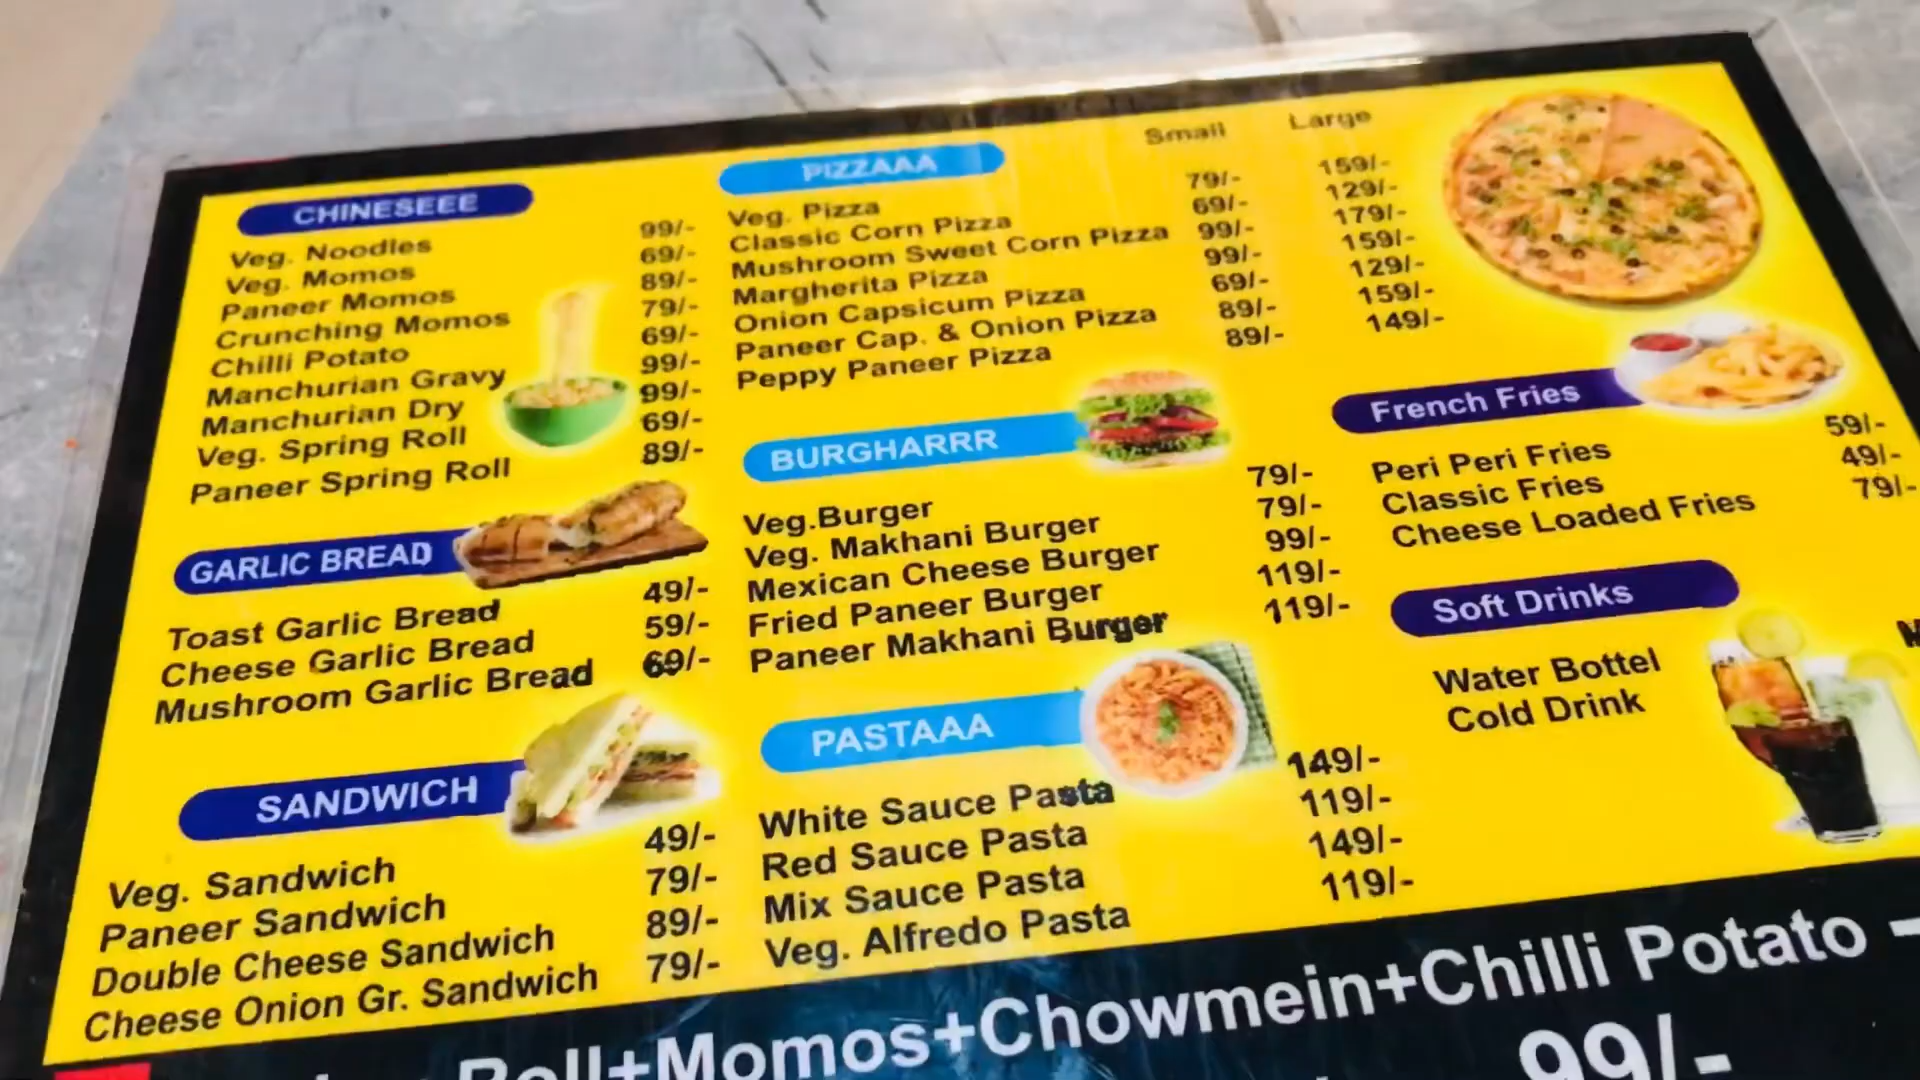 CHINESEEE
Veg. Noodles 99/-
Veg. Momos 69/-
Paneer Momos 89/-
Crunching Momos 79/-
Chilli Potato 69/-
Manchurian Gravy 99/-
Manchurian Dry 99/-
Veg. Spring Roll 69/-
Paneer Spring Roll 89/-
GARLIC BREAD
Toast Garlic Bread 49/-
Cheese Garlic Bread 59/-
Mushroom Garlic Bread 69/-
SANDWICH
Veg. Sandwich 49/-
Paneer Sandwich 79/-
Double Cheese Sandwich 89/-
Cheese Onion Gr. Sandwich 79/-
PIZZAAA Small Large
Veg. Pizza 79/- 159/-
Classic Corn Pizza 69/- 129/-
Mushroom Sweet Corn Pizza 99/- 179/-
Margherita Pizza 99/- 159/-
Onion Capsicum Pizza 69/- 129/-
Paneer Cap. & Onion Pizza 89/- 159/-
Peppy Paneer Pizza 89/- 149/-
BURGHARRR
Veg.Burger 79/-
Veg. Makhani Burger 79/-
Mexican Cheese Burger 99/-
Fried Paneer Burger 119/-
Paneer Makhani Burger 119/-
PASTAAA
White Sauce Pasta 149/-
Red Sauce Pasta 119/-
Mix Sauce Pasta 149/-
Veg. Alfredo Pasta 119/-
French Fries
Peri Peri Fries 59/-
Classic Fries 49/-
Cheese Loaded Fries 79/-
Soft Drinks
Water Bottel
Cold Drink
Roll+Momos+Chowmein+Chilli Potato -
99/-